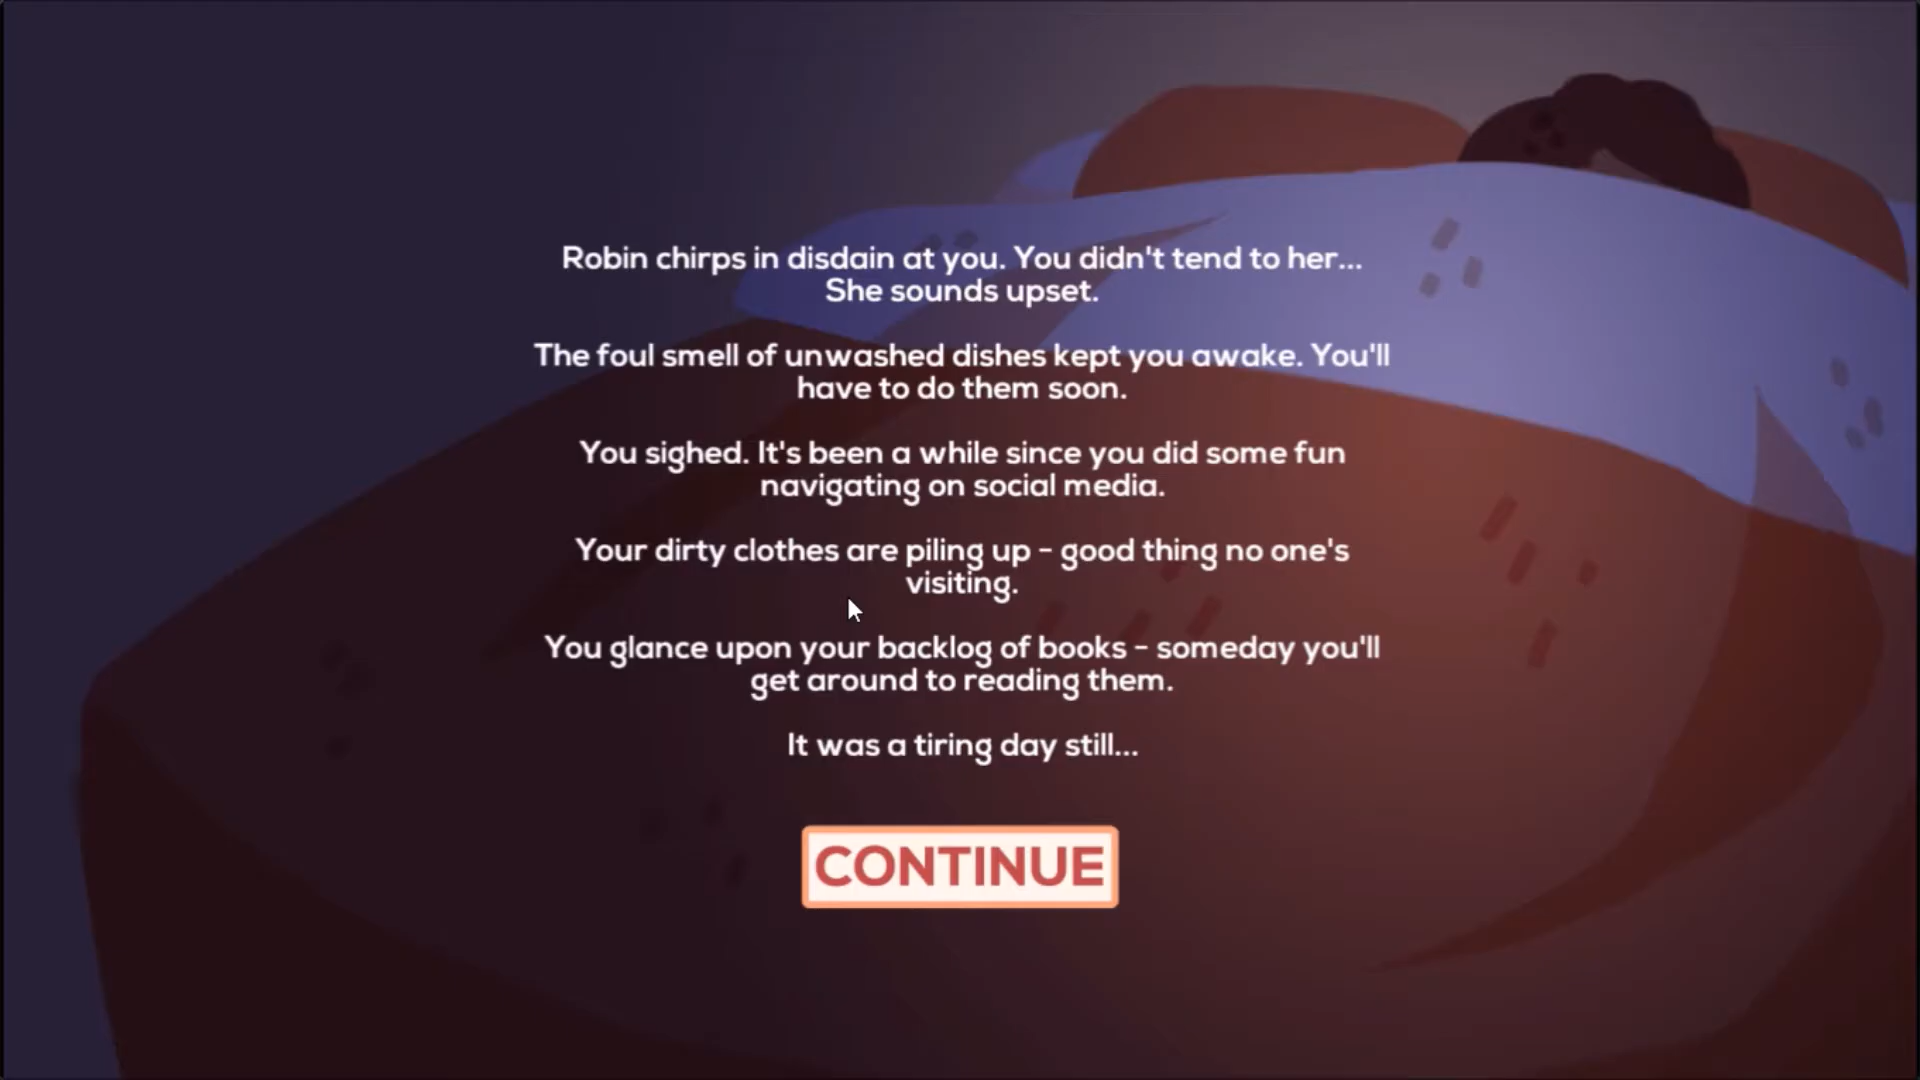 Robin chirps in disdain at you. You didn't tend to her...
She sounds upset.
The foul smell of unwashed dishes kept you awake. You'll
have to do them soon.
You sighed. It's been a while since you did some fun
navigating on social media.
Your dirty clothes are piling up - good thing no one's
visiting.
You glance upon your backlog of books - someday you'll
get around to reading them.
It was a tiring day still...
CONTINUE